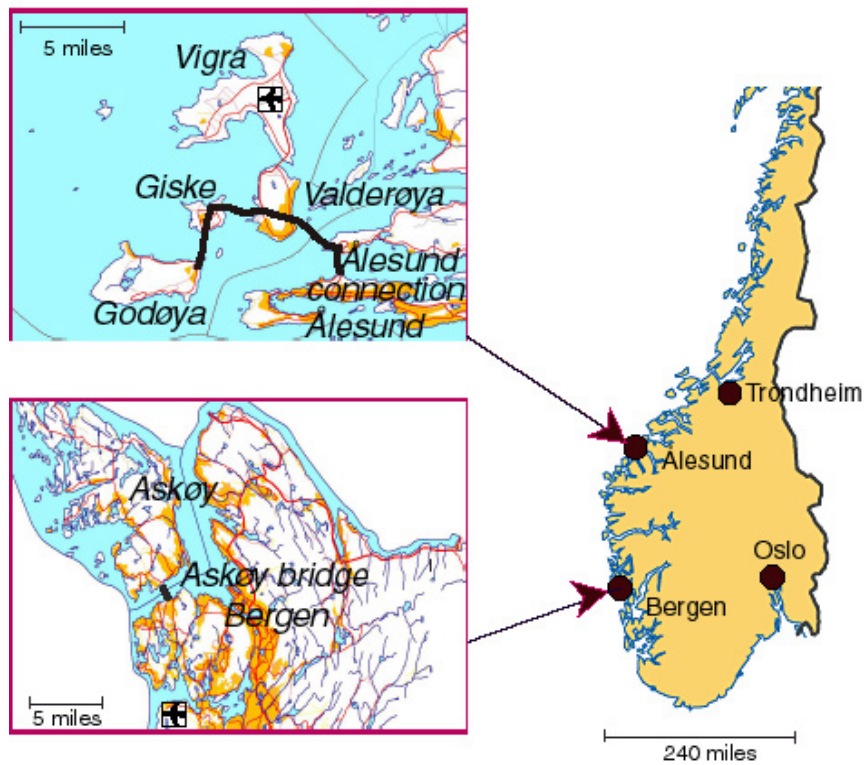 5 miles
Vigra
Giske
Valderøya
Ålesund
connection
Godøya
Ålesund
Askøy
Askøy bridge
Bergen
5 miles
Trondheim
Ålesund
Oslo
Bergen
240 miles